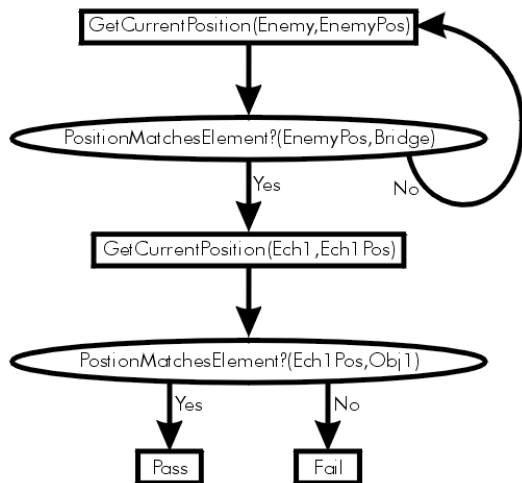 GetCurrentPosition(Enemy,EnemyPos)
PositionMatchesElement?(EnemyPos,Bridge)
Yes
No
GetCurrentPosition(Ech1,Ech1Pos)
PostionMatchesElement?(Ech1Pos,Obj1)
Yes
No
Pass
Fail